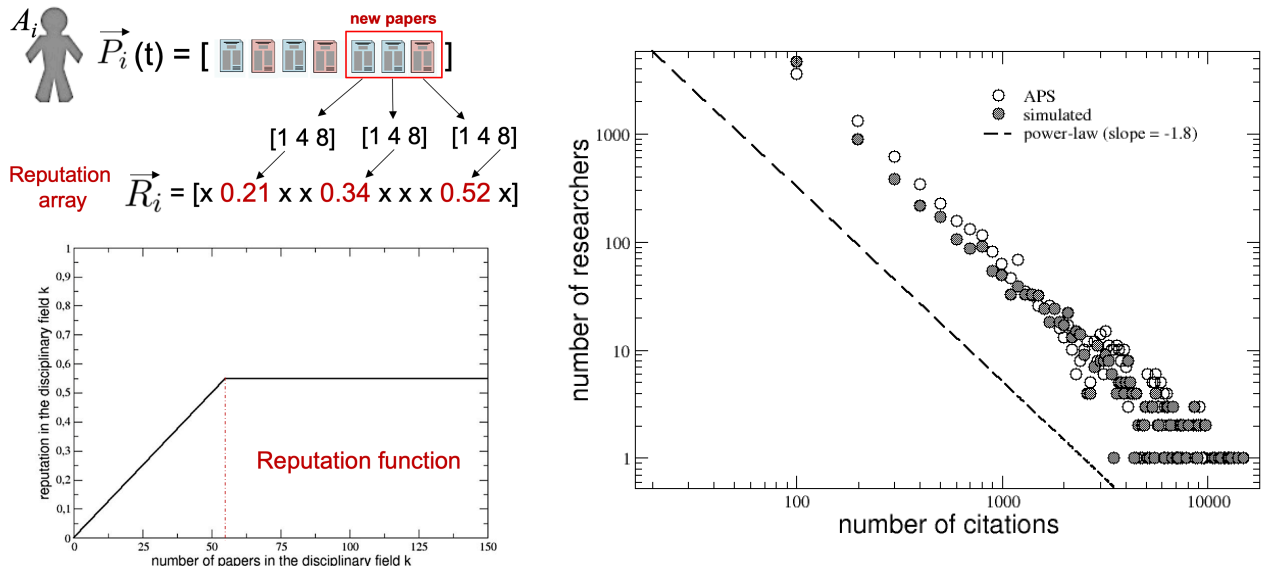 A_i
new papers
P_i (t) = [ ]
[1 4 8] [1 4 8] [1 4 8]
Reputation
array
R_i = [x 0.21 x x 0.34 x x x 0.52 x]
1
0,9
0,8
0,7
0,6
0,5
0,4
0,3
0,2
0,1
0
reputation in the disciplinary field k
Reputation function
0 25 50 75 100 125 150
number of papers in the disciplinary field k
APS
simulated
power-law (slope = -1.8)
1000
100
10
1
number of researchers
100 1000 10000
number of citations